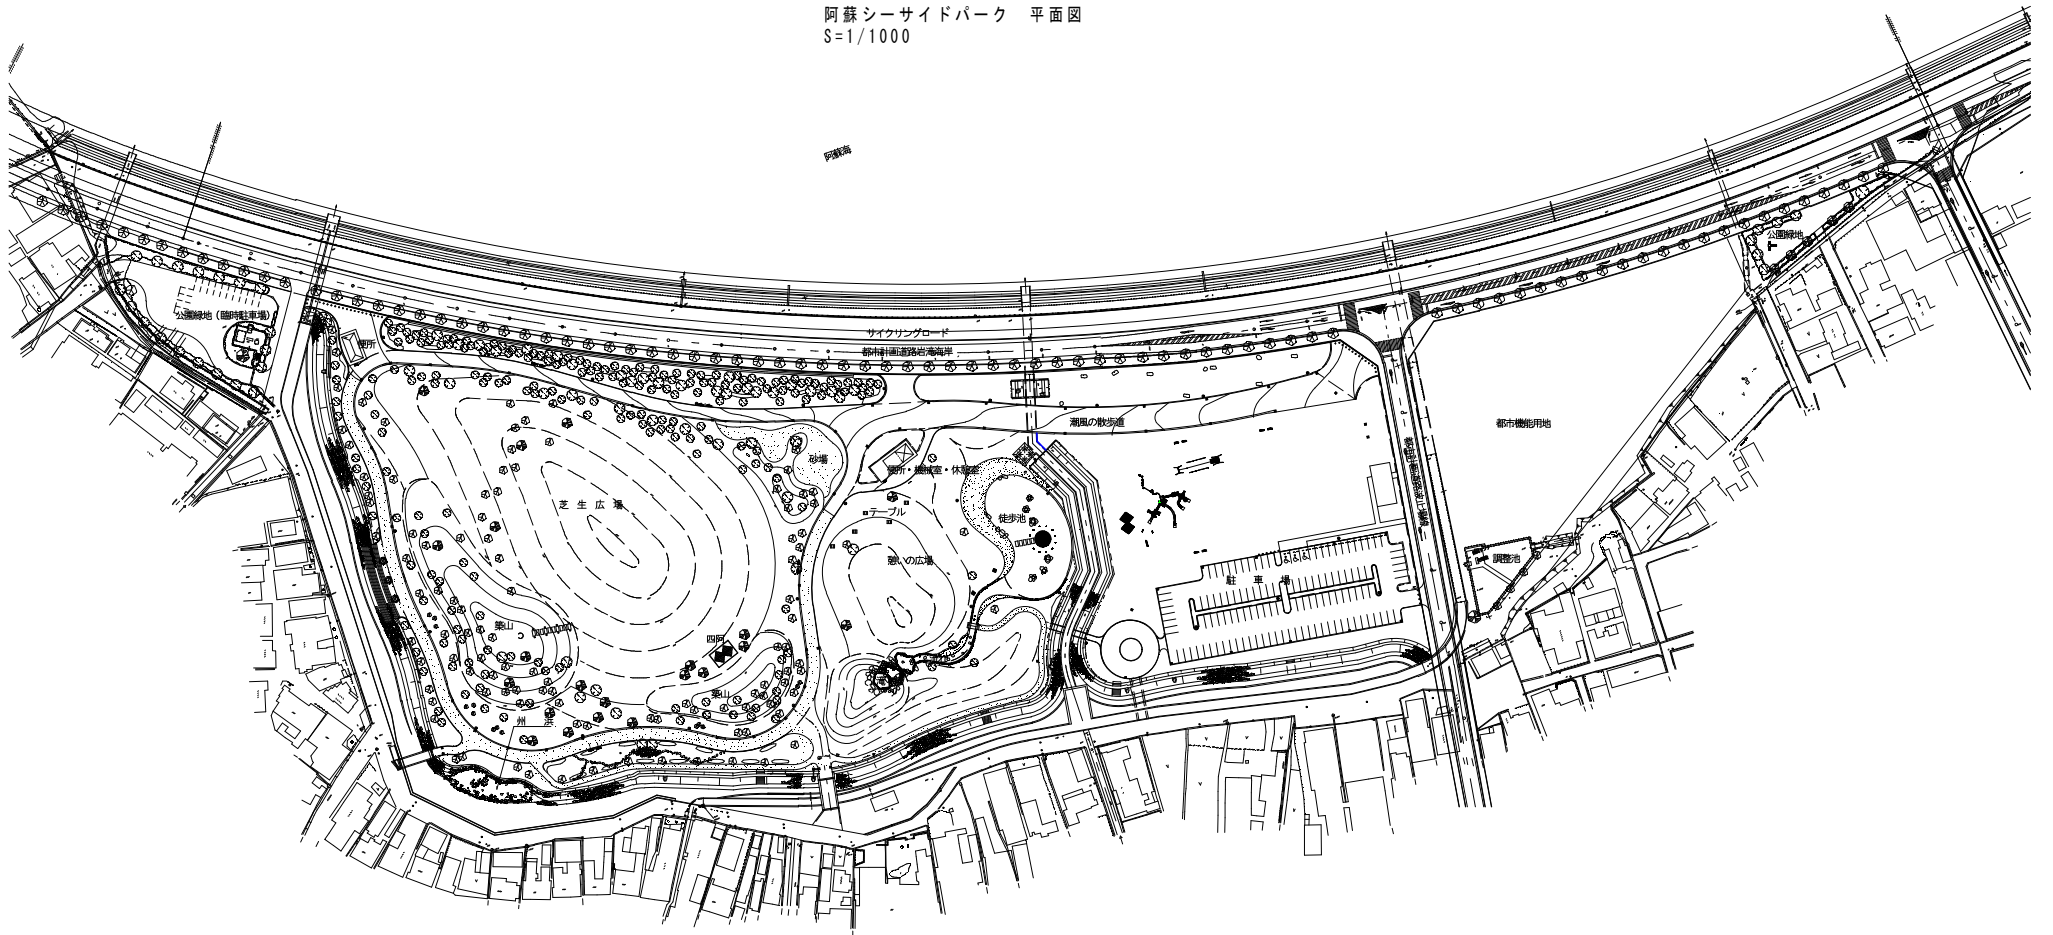 阿蘇シーサイドパーク　平面図
S=1/1000
阿蘇海
公園緑地
公園緑地（臨時駐車場）
サイクリングロード
便所
都市計画道路岩滝海岸
潮風の散歩道
都市機能用地
砂場
便所・機械室・休憩室
芝生広場
テーブル
徒歩池
憩いの広場
調整池
駐車場
築山
四阿
築山
州浜